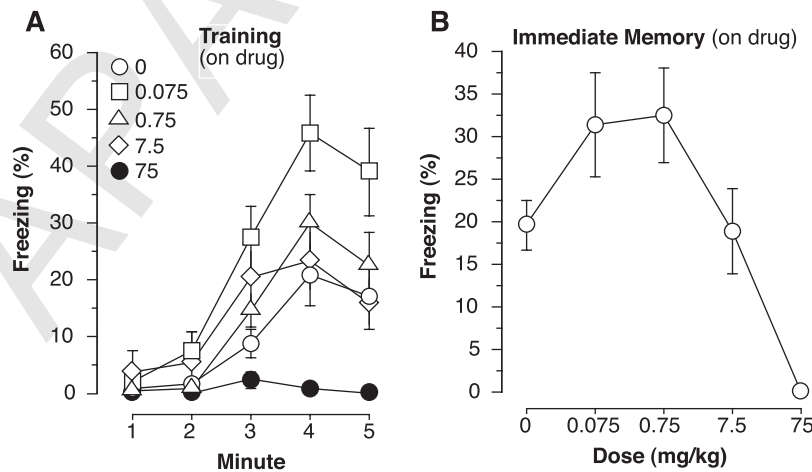 A
Training
(on drug)
60
50
40
30
20
10
0
0
0.075
0.75
7.5
75
Freezing (%)
1 2 3 4 5
Minute
B
Immediate Memory (on drug)
40
35
30
25
20
15
10
5
0
Freezing (%)
0 0.075 0.75 7.5 75
Dose (mg/kg)
APA